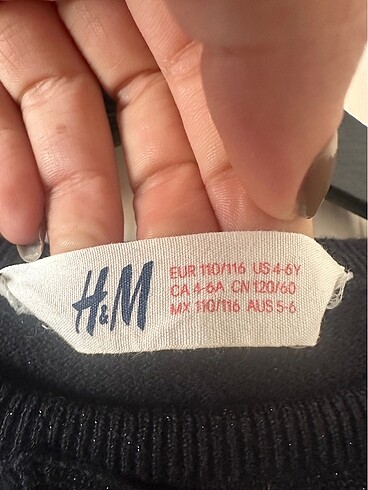 H&M
EUR 110/116 US 4-6Y
CA 4-6A CN 120/60
MX 110/116 AUS 5-6